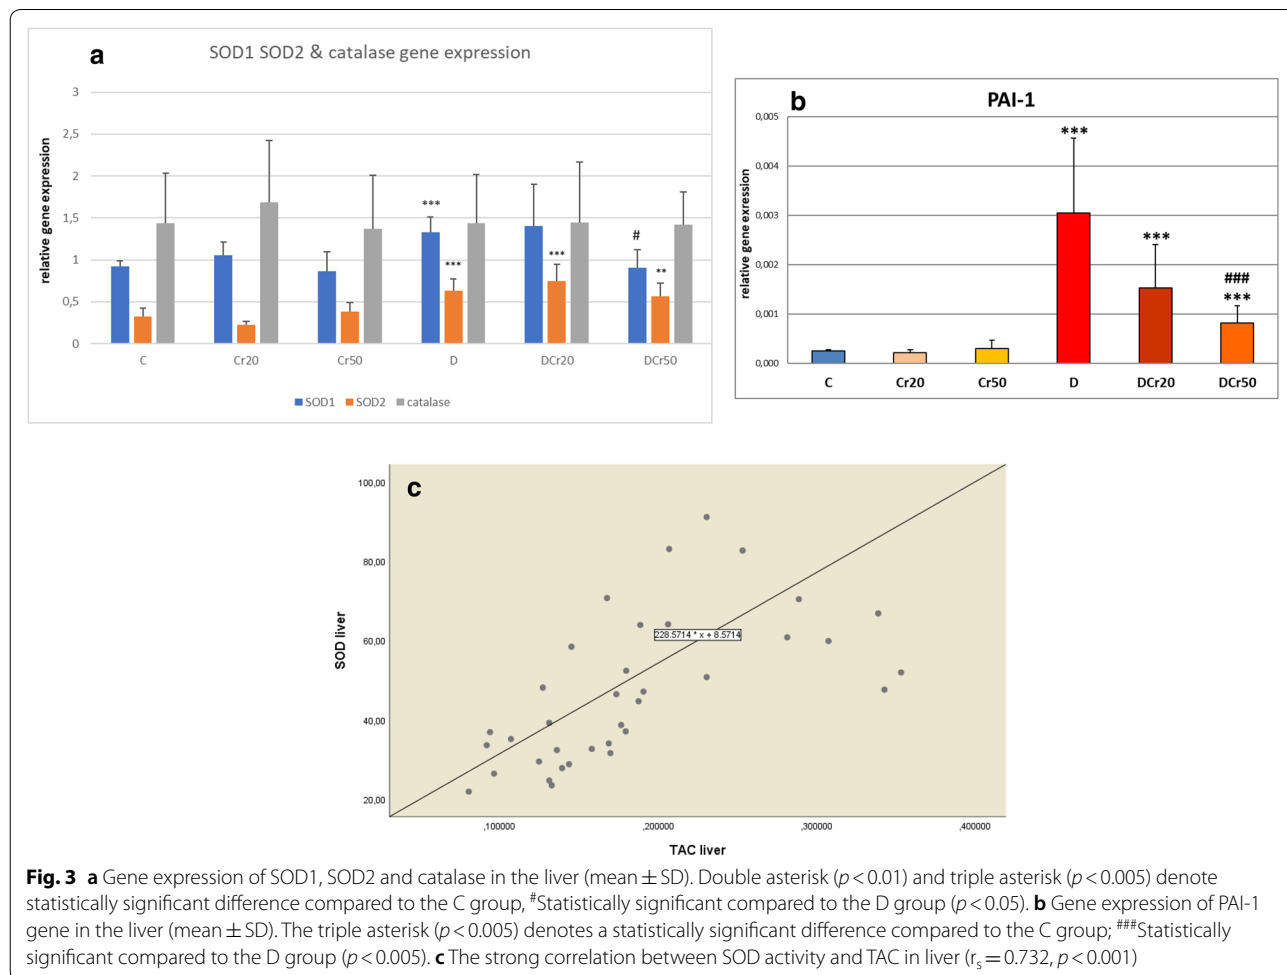 a
SOD1 SOD2 & catalase gene expression
relative gene expression
3
2,5
2
1,5
1
0,5
0
***
***
***
#
**
C Cr20 Cr50 D DCr20 DCr50
SOD1 SOD2 catalase
b
PAI-1
relative gene exression
0,005
0,004
0,003
0,002
0,001
0,000
***
***
###
***
C Cr20 Cr50 D DCr20 DCr50
c
SOD liver
100,00
80,00
60,00
40,00
20,00
228.5714 * x + 8.5714
,100000 ,200000 ,300000 ,400000
TAC liver
Fig. 3 a Gene expression of SOD1, SOD2 and catalase in the liver (mean ± SD). Double asterisk (p < 0.01) and triple asterisk (p < 0.005) denote
statistically significant difference compared to the C group, #Statistically significant compared to the D group (p < 0.05). b Gene expression of PAI-1
gene in the liver (mean ± SD). The triple asterisk (p < 0.005) denotes a statistically significant difference compared to the C group; ###Statistically
significant compared to the D group (p < 0.005). c The strong correlation between SOD activity and TAC in liver (rs = 0.732, p < 0.001)